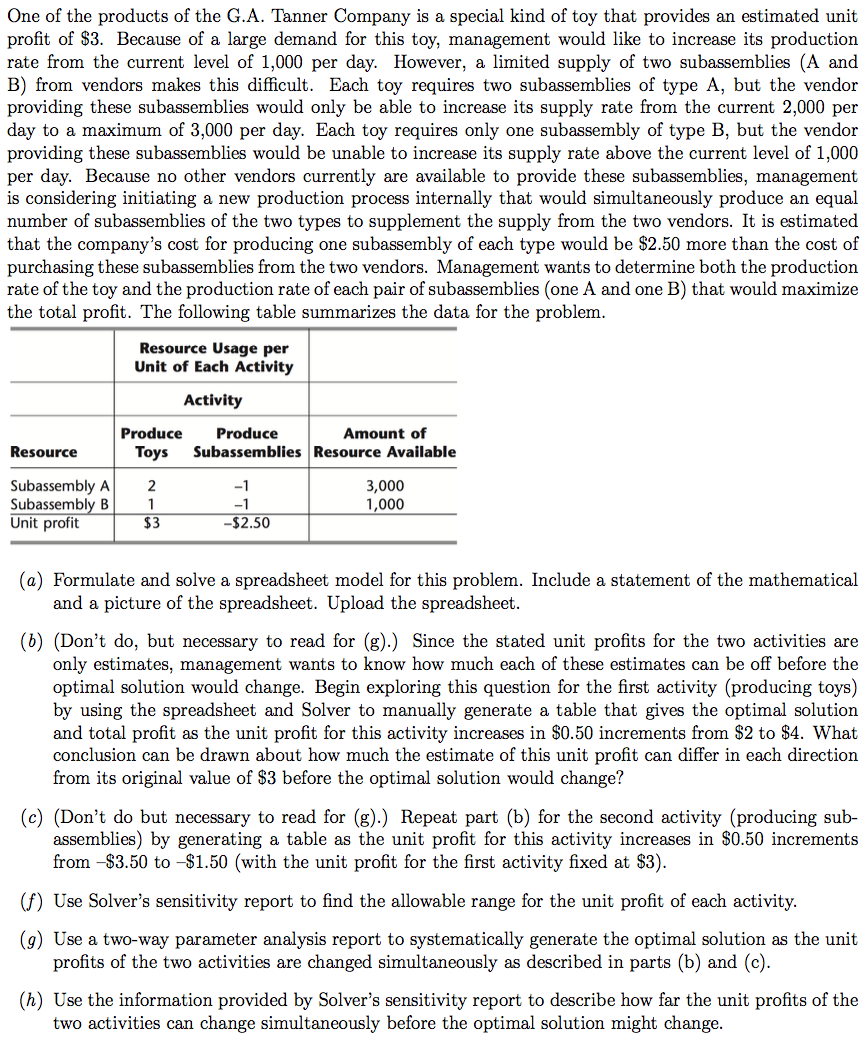 One of the products of the G.A. Tanner Company is a special kind of toy that provides an estimated unit
profit of $3. Because of a large demand for this toy, management would like to increase its production
rate from the current level of 1,000 per day. However, a limited supply of two subassemblies (A and
B) from vendors makes this difficult. Each toy requires two subassemblies of type A, but the vendor
providing these subassemblies would only be able to increase its supply rate from the current 2,000 per
day to a maximum of 3,000 per day. Each toy requires only one subassembly of type B, but the vendor
providing these subassemblies would be unable to increase its supply rate above the current level of 1,000
per day. Because no other vendors currently are available to provide these subassemblies, management
is considering initiating a new production process internally that would simultaneously produce an equal
number of subassemblies of the two types to supplement the supply from the two vendors. It is estimated
that the company's cost for producing one subassembly of each type would be $2.50 more than the cost of
purchasing these subassemblies from the two vendors. Management wants to determine both the production
rate of the toy and the production rate of each pair of subassemblies (one A and one B) that would maximize
the total profit. The following table summarizes the data for the problem.
Resource Usage per
Unit of Each Activity
Activity
Produce Produce Amount of
Resource Toys Subassemblies Resource Available
Subassembly A 2 −1 3,000
Subassembly B 1 −1 1,000
Unit profit $3 −$2.50
(a) Formulate and solve a spreadsheet model for this problem. Include a statement of the mathematical
and a picture of the spreadsheet. Upload the spreadsheet.
(b) (Don't do, but necessary to read for (g).) Since the stated unit profits for the two activities are
only estimates, management wants to know how much each of these estimates can be off before the
optimal solution would change. Begin exploring this question for the first activity (producing toys)
by using the spreadsheet and Solver to manually generate a table that gives the optimal solution
and total profit as the unit profit for this activity increases in $0.50 increments from $2 to $4. What
conclusion can be drawn about how much the estimate of this unit profit can differ in each direction
from its original value of $3 before the optimal solution would change?
(c) (Don't do but necessary to read for (g).) Repeat part (b) for the second activity (producing sub-
assemblies) by generating a table as the unit profit for this activity increases in $0.50 increments
from –$3.50 to –$1.50 (with the unit profit for the first activity fixed at $3).
(f) Use Solver's sensitivity report to find the allowable range for the unit profit of each activity.
(g) Use a two-way parameter analysis report to systematically generate the optimal solution as the unit
profits of the two activities are changed simultaneously as described in parts (b) and (c).
(h) Use the information provided by Solver's sensitivity report to describe how far the unit profits of the
two activities can change simultaneously before the optimal solution might change.